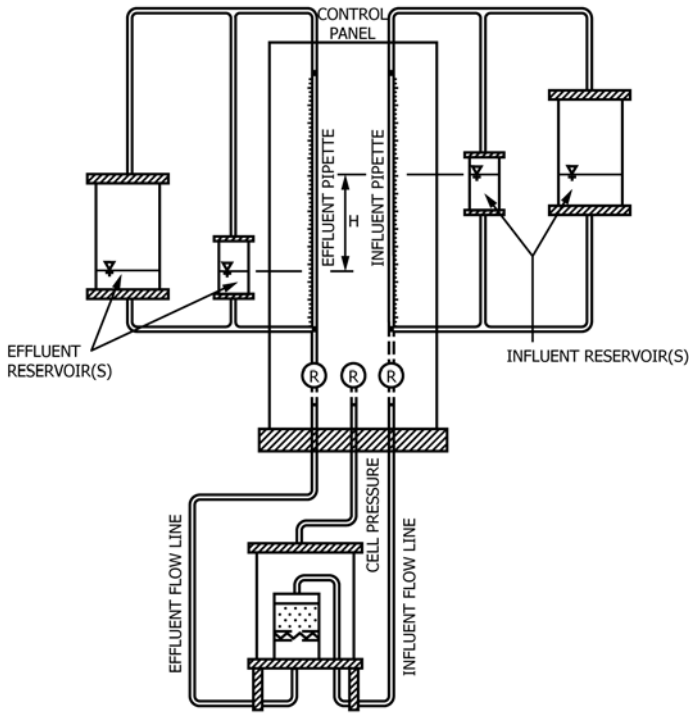 CONTROL
PANEL
EFFLUENT PIPETTE
INFLUENT PIPETTE
H
EFFLUENT
RESERVOIR(S)
INFLUENT RESERVOIR(S)
R
R
R
CELL PRESSURE
EFFLUENT FLOW LINE
INFLUENT FLOW LINE